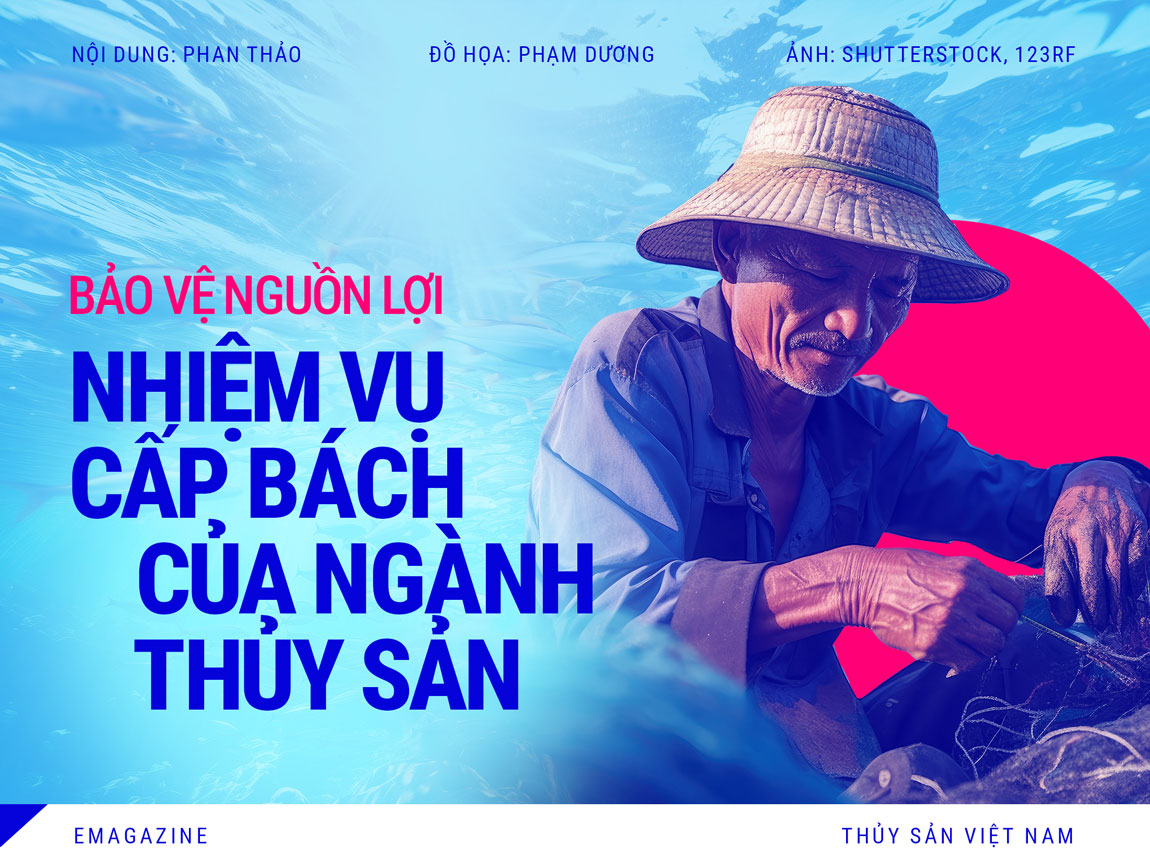 NỘI DUNG: PHAN THẢO
ĐỒ HỌA: PHẠM DƯƠNG
ẢNH: SHUTTERSTOCK, 123RF
BẢO VỆ NGUỒN LỢI
NHIỆM VỤ
CẤP BÁCH
CỦA NGÀNH
THỦY SẢN
EMAGAZINE
THỦY SẢN VIỆT NAM